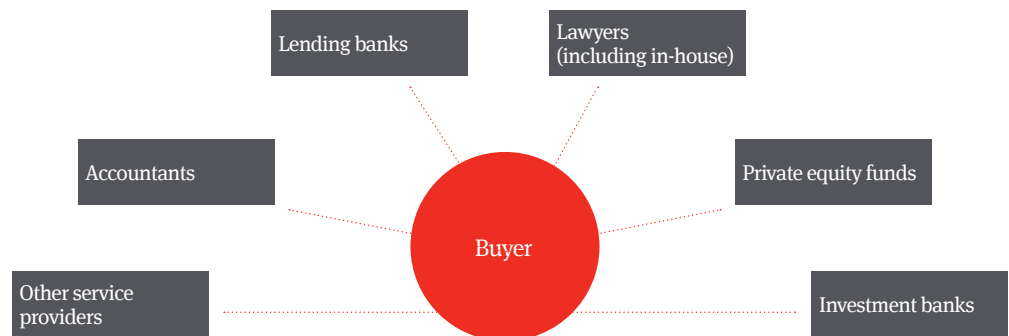 Lending banks
Lawyers
(including in-house)
Accountants
Private equity funds
Buyer
Other service
providers
Investment banks